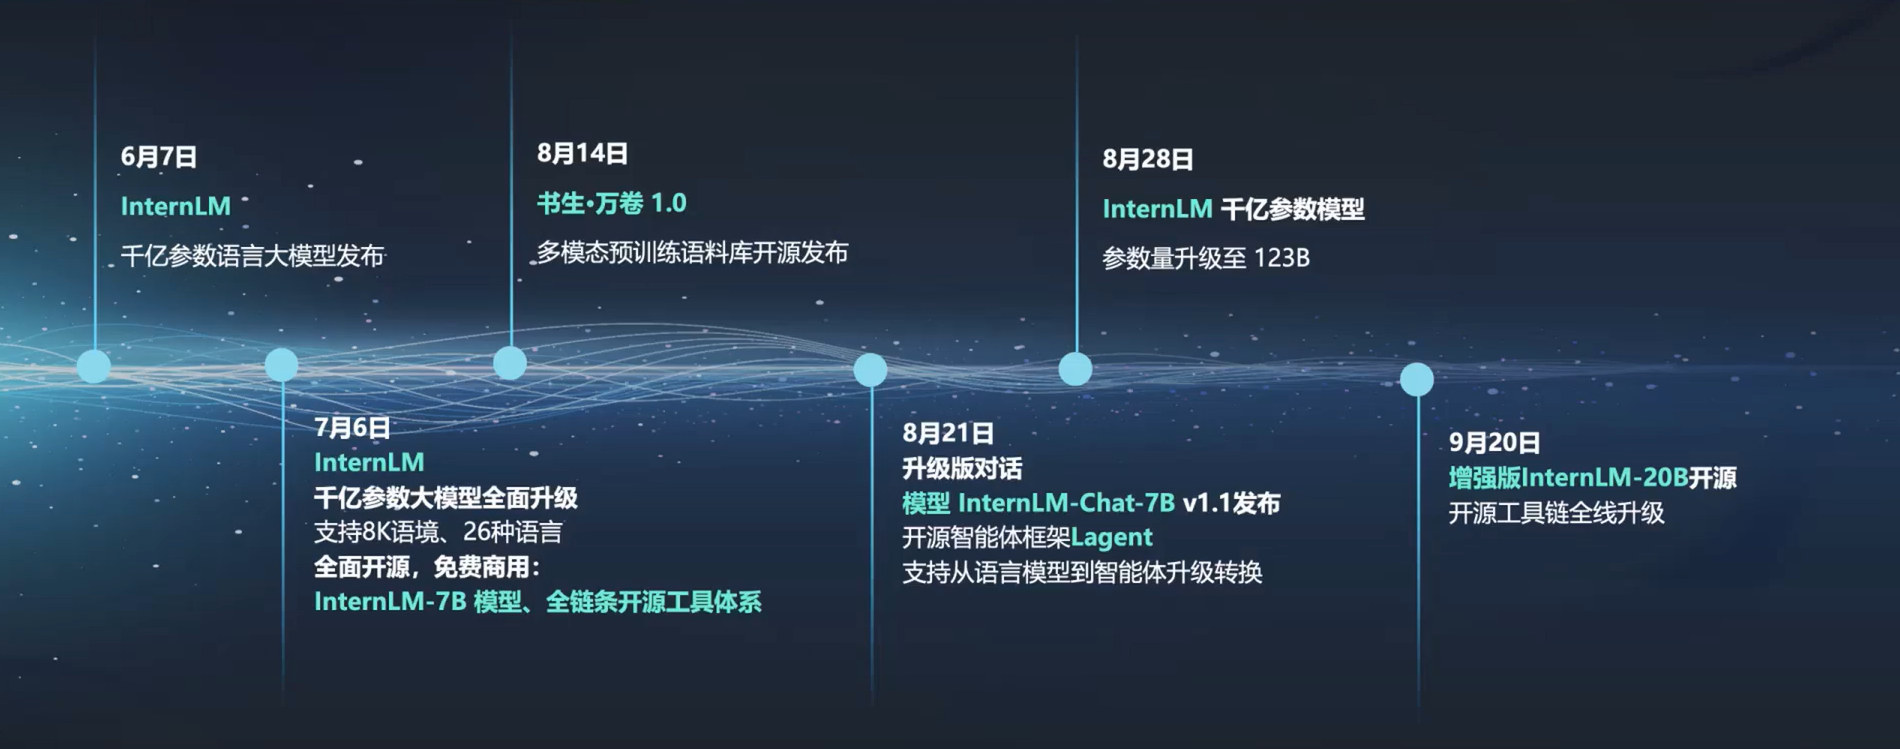 6月7日
InternLM
千亿参数语言大模型发布
7月6日
InternLM
千亿参数大模型全面升级
支持8K语境、26种语言
全面开源，免费商用：
InternLM-7B 模型、全链条开源工具体系
8月14日
书生·万卷 1.0
多模态预训练语料库开源发布
8月21日
升级版对话
模型 InternLM-Chat-7B v1.1发布
开源智能体框架Lagent
支持从语言模型到智能体升级转换
8月28日
InternLM 千亿参数模型
参数量升级至 123B
9月20日
增强版InternLM-20B开源
开源工具链全线升级